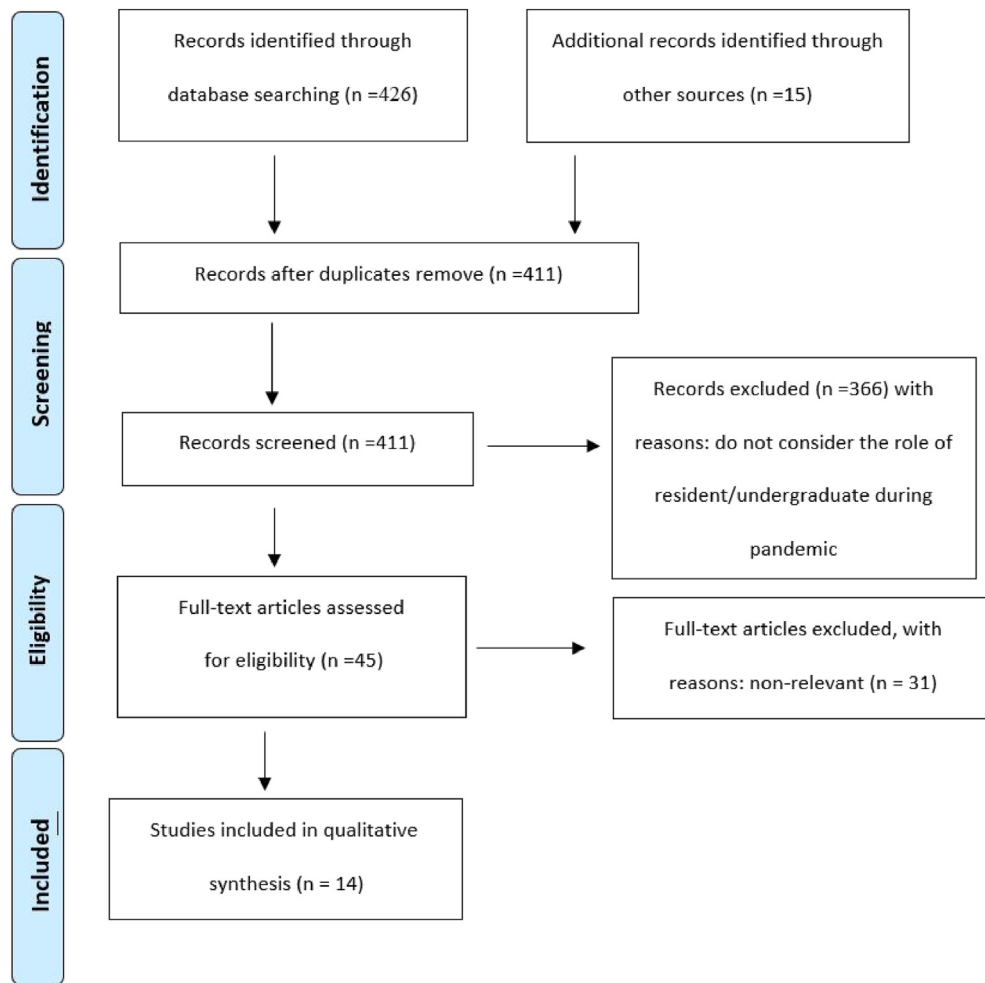 Identification
Records identified through
database searching (n =426)
Additional records identified through
other sources (n =15)
Records after duplicates remove (n =411)
Screening
Records screened (n =411)
Records excluded (n =366) with
reasons: do not consider the role of
resident/undergraduate during
pandemic
Eligibility
Full-text articles assessed
for eligibility (n =45)
Full-text articles excluded, with
reasons: non-relevant (n = 31)
Included
Studies included in qualitative
synthesis (n = 14)